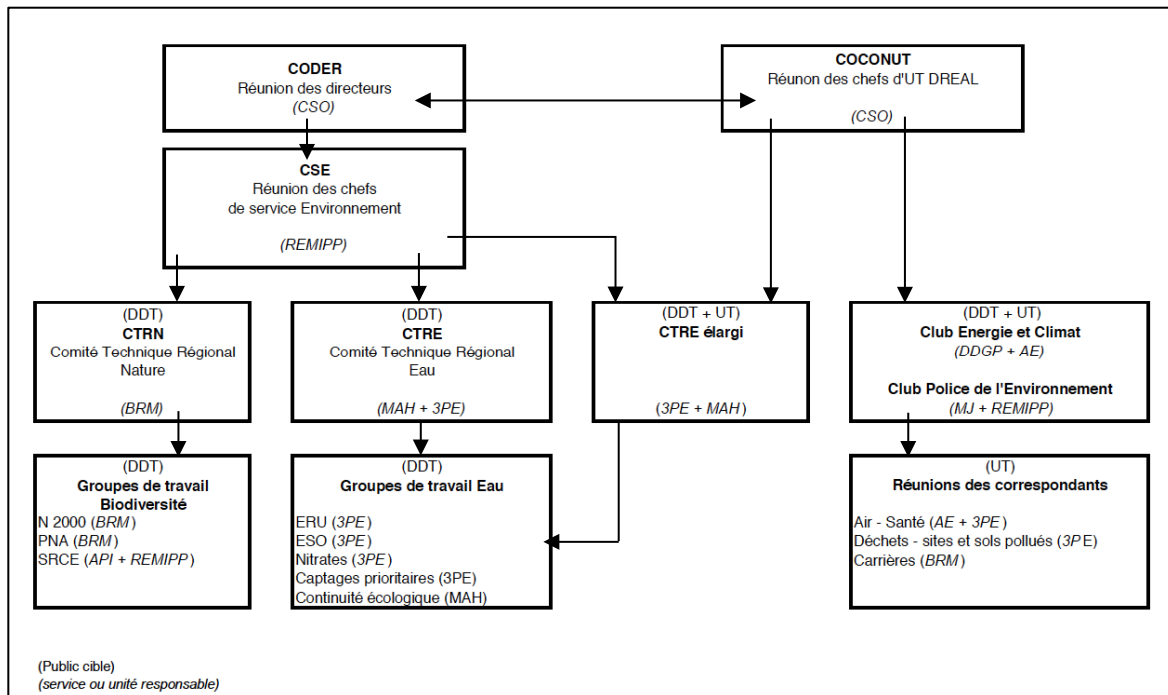 CODER
Réunion des directeurs
(CSO)
COCONUT
Réunon des chefs d'UT DREAL
(CSO)
CSE
Réunion des chefs
de service Environnement
(REMIPP)
(DDT)
CTRN
Comité Technique Régional
Nature
(BRM)
(DDT)
CTRE
Comité Technique Régional
Eau
(MAH + 3PE)
(DDT + UT)
CTRE élargi
(3PE + MAH)
(DDT + UT)
Club Energie et Climat
(DDGP + AE)
Club Police de l'Environnement
(MJ + REMIPP)
(DDT)
Groupes de travail
Biodiversité
N 2000 (BRM)
PNA (BRM)
SRCE (API + REMIPP)
(DDT)
Groupes de travail Eau
ERU (3PE)
ESO (3PE)
Nitrates (3PE)
Captages prioritaires (3PE)
Continuité écologique (MAH)
(UT)
Réunions des correspondants
Air - Santé (AE + 3PE)
Déchets - sites et sols pollués (3PE)
Carrières (BRM)
(Public cible)
(service ou unité responsable)